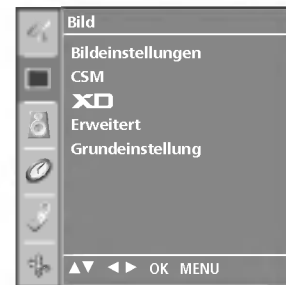 Bild
Bildeinstellungen
CSM
XD
Erweitert
Grundeinstellung
▲▼ ◄► OK MENU